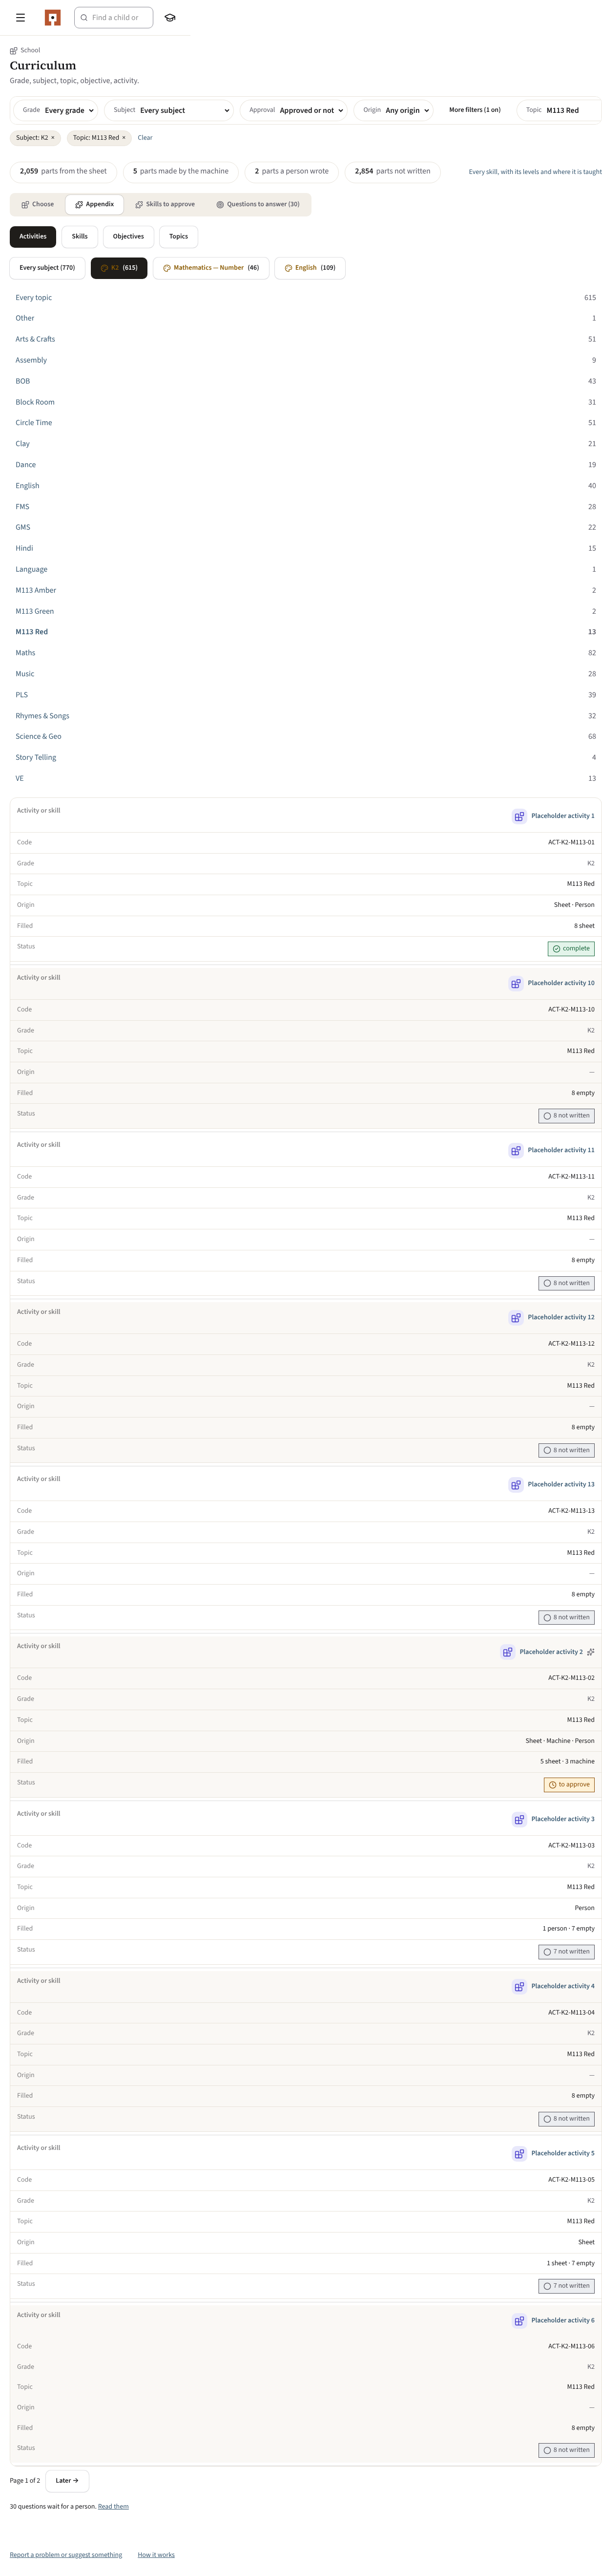 Find a child or
School
Curriculum
Grade, subject, topic, objective, activity.
Grade Every grade Subject Every subject Approval Approved or not Origin Any origin More filters (1 on) Topic M113 Red
Subject: K2 × Topic: M113 Red × Clear
2,059 parts from the sheet 5 parts made by the machine 2 parts a person wrote 2,854 parts not written Every skill, with its levels and where it is taught
Choose Appendix Skills to approve Questions to answer (30)
Activities Skills Objectives Topics
Every subject (770) K2 (615) Mathematics — Number (46) English (109)
Every topic 615
Other 1
Arts & Crafts 51
Assembly 9
BOB 43
Block Room 31
Circle Time 51
Clay 21
Dance 19
English 40
FMS 28
GMS 22
Hindi 15
Language 1
M113 Amber 2
M113 Green 2
M113 Red 13
Maths 82
Music 28
PLS 39
Rhymes & Songs 32
Science & Geo 68
Story Telling 4
VE 13
Activity or skill Placeholder activity 1
Code ACT-K2-M113-01
Grade K2
Topic M113 Red
Origin Sheet · Person
Filled 8 sheet
Status complete
Activity or skill Placeholder activity 10
Code ACT-K2-M113-10
Grade K2
Topic M113 Red
Origin —
Filled 8 empty
Status 8 not written
Activity or skill Placeholder activity 11
Code ACT-K2-M113-11
Grade K2
Topic M113 Red
Origin —
Filled 8 empty
Status 8 not written
Activity or skill Placeholder activity 12
Code ACT-K2-M113-12
Grade K2
Topic M113 Red
Origin —
Filled 8 empty
Status 8 not written
Activity or skill Placeholder activity 13
Code ACT-K2-M113-13
Grade K2
Topic M113 Red
Origin —
Filled 8 empty
Status 8 not written
Activity or skill Placeholder activity 2
Code ACT-K2-M113-02
Grade K2
Topic M113 Red
Origin Sheet · Machine · Person
Filled 5 sheet · 3 machine
Status to approve
Activity or skill Placeholder activity 3
Code ACT-K2-M113-03
Grade K2
Topic M113 Red
Origin Person
Filled 1 person · 7 empty
Status 7 not written
Activity or skill Placeholder activity 4
Code ACT-K2-M113-04
Grade K2
Topic M113 Red
Origin —
Filled 8 empty
Status 8 not written
Activity or skill Placeholder activity 5
Code ACT-K2-M113-05
Grade K2
Topic M113 Red
Origin Sheet
Filled 1 sheet · 7 empty
Status 7 not written
Activity or skill Placeholder activity 6
Code ACT-K2-M113-06
Grade K2
Topic M113 Red
Origin —
Filled 8 empty
Status 8 not written
Page 1 of 2 Later →
30 questions wait for a person. Read them
Report a problem or suggest something How it works